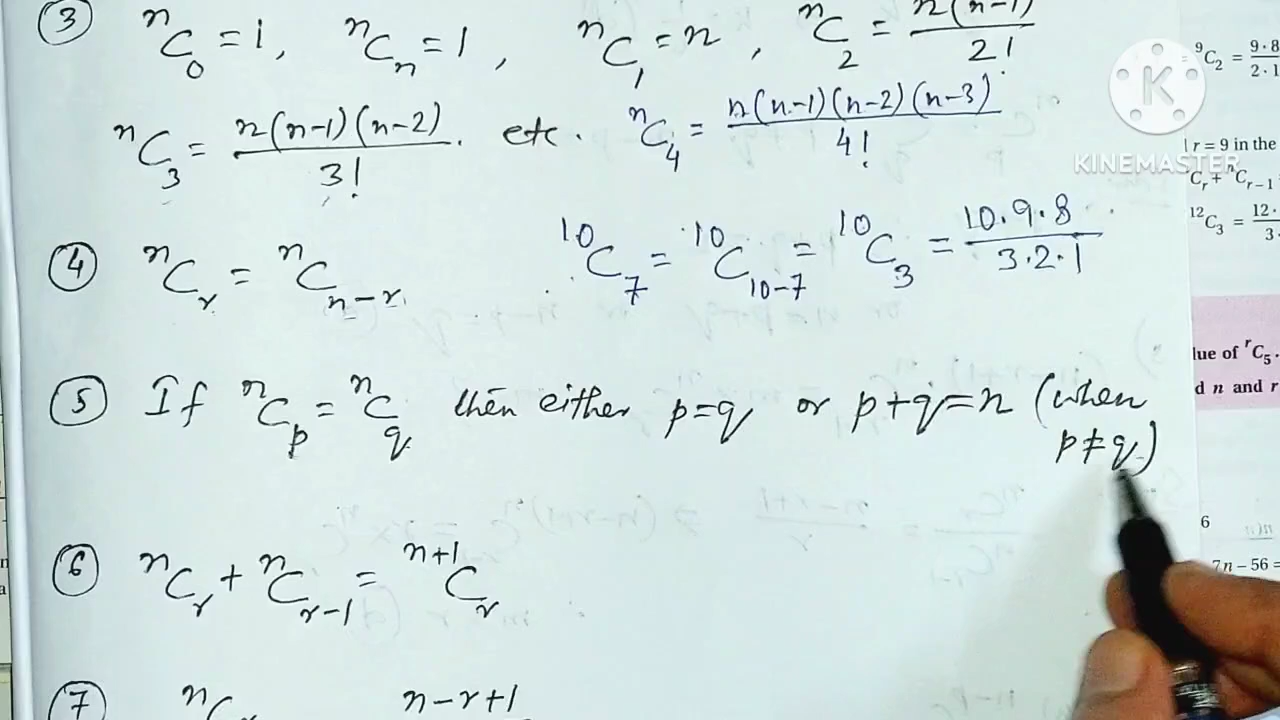 ③ ⁿC₀ = 1, ⁿCₙ = 1, ⁿC₁ = n, ⁿC₂ = n(n-1) / 2!
ⁿC₃ = n(n-1)(n-2) / 3! . etc. ⁿC₄ = n(n-1)(n-2)(n-3) / 4!
④ ⁿCᵣ = ⁿCₙ₋ᵣ ¹⁰C₇ = ¹⁰C₁₀₋₇ = ¹⁰C₃ = 10.9.8 / 3.2.1
⑤ If ⁿC_p = ⁿC_q then either p=q or p+q=n (when
p≠q)
⑥ ⁿCᵣ + ⁿCᵣ₋₁ = ⁿ⁺¹Cᵣ
⑦ ⁿC n-r+1
K
KINEMASTER
= ⁹C₂ = 9·8 / 2·1
r = 9 in the
Cᵣ + ⁿCᵣ₋₁ =
¹²C₃ = 12· / 3.
lue of ʳC₅.
d n and r
6
7n – 56 =